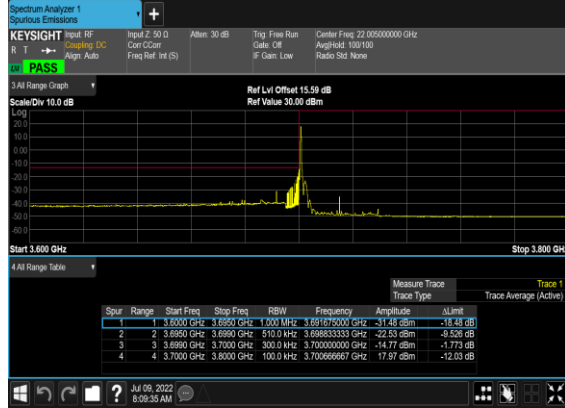 Spectrum Analyzer 1
Spurious Emissions
+
KEYSIGHT Input: RF Input Z: 50 Ω Atten: 30 dB Trig: Free Run Center Freq: 22.005000000 GHz
R T Coupling: DC Corr CCorr Gate: Off Avg|Hold: 100/100
Align: Auto Freq Ref: Int (S) IF Gain: Low Radio Std: None
PASS
3 All Range Graph
Ref Lvl Offset 15.59 dB
Scale/Div 10.0 dB Ref Value 30.00 dBm
Log
20.0
10.0
0.00
-10.0
-20.0
-30.0
-40.0
-50.0
-60.0
Start 3.600 GHz Stop 3.800 GH
4 All Range Table
Measure Trace Trace 1
Trace Type Trace Average (Active)
Spur Range Start Freq Stop Freq RBW Frequency Amplitude ΔLimit
1 1 3.6000 GHz 3.6950 GHz 1.000 MHz 3.691675000 GHz -31.48 dBm -18.48 dB
2 2 3.6950 GHz 3.6990 GHz 510.0 kHz 3.698833333 GHz -22.53 dBm -9.526 dB
3 3 3.6990 GHz 3.7000 GHz 300.0 kHz 3.700000000 GHz -14.77 dBm -1.773 dB
4 4 3.7000 GHz 3.8000 GHz 100.0 kHz 3.700666667 GHz 17.97 dBm -12.03 dB
?
Jul 09, 2022
8:09:35 AM